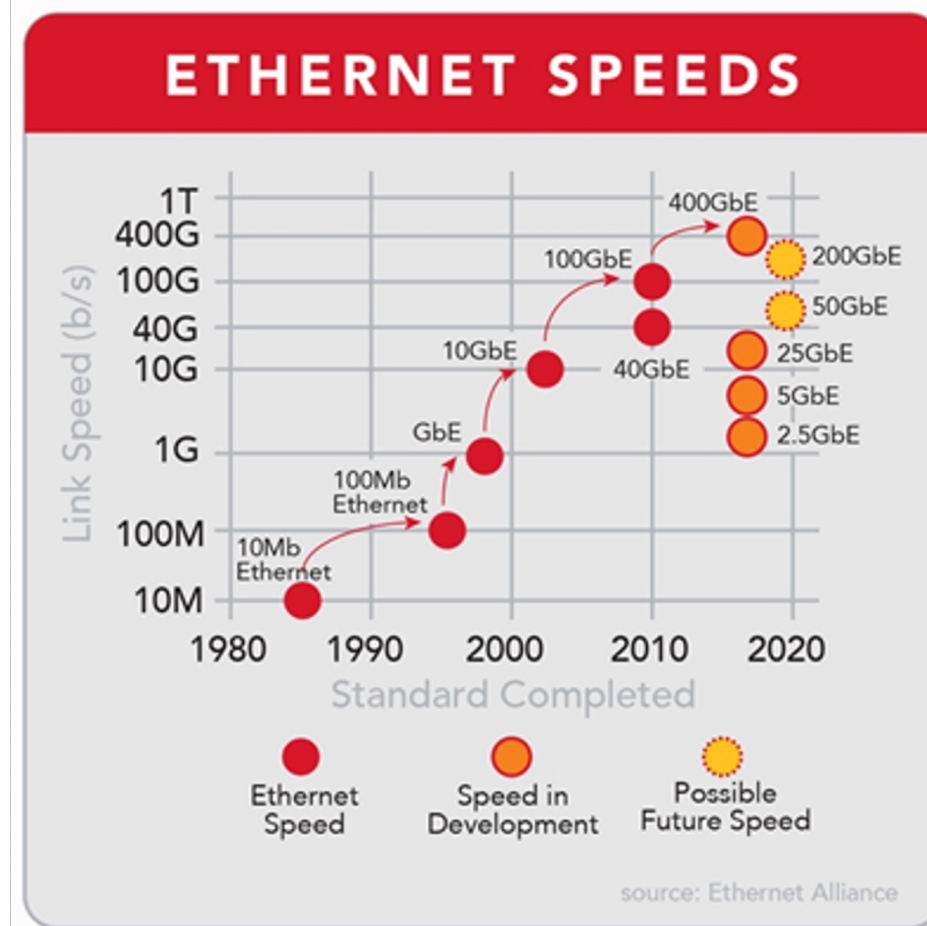 ETHERNET SPEEDS
Link Speed (b/s)
1T
400G
100G
40G
10G
1G
100M
10M
400GbE
200GbE
100GbE
50GbE
10GbE
40GbE
25GbE
5GbE
GbE
2.5GbE
100Mb
Ethernet
10Mb
Ethernet
1980 1990 2000 2010 2020
Standard Completed
Ethernet
Speed
Speed in
Development
Possible
Future Speed
source: Ethernet Alliance